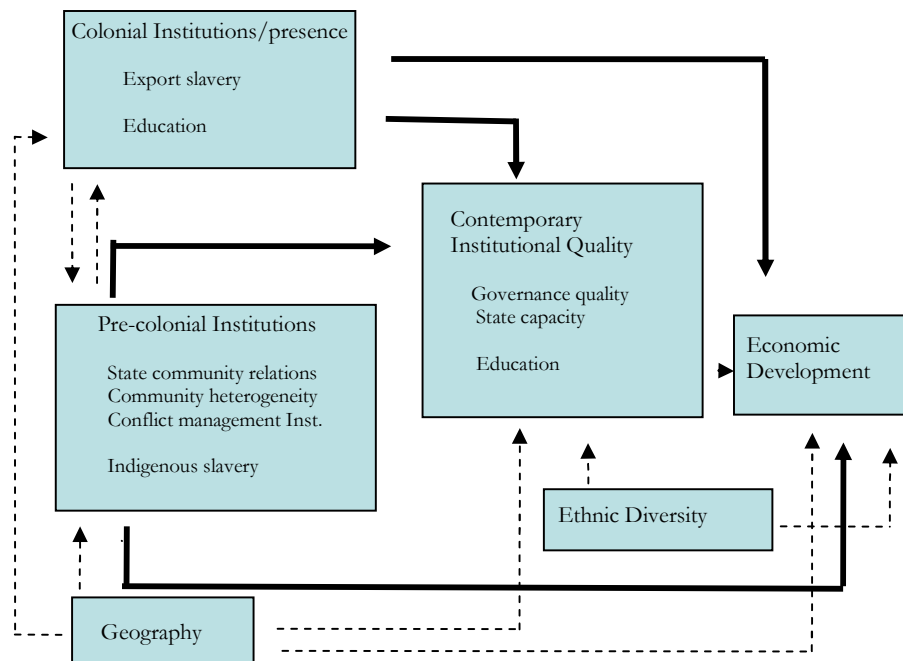 Colonial Institutions/presence
Export slavery
Education
Contemporary
Institutional Quality
Governance quality
State capacity
Education
Pre-colonial Institutions
State community relations
Community heterogeneity
Conflict management Inst.
Indigenous slavery
Economic
Development
Ethnic Diversity
Geography